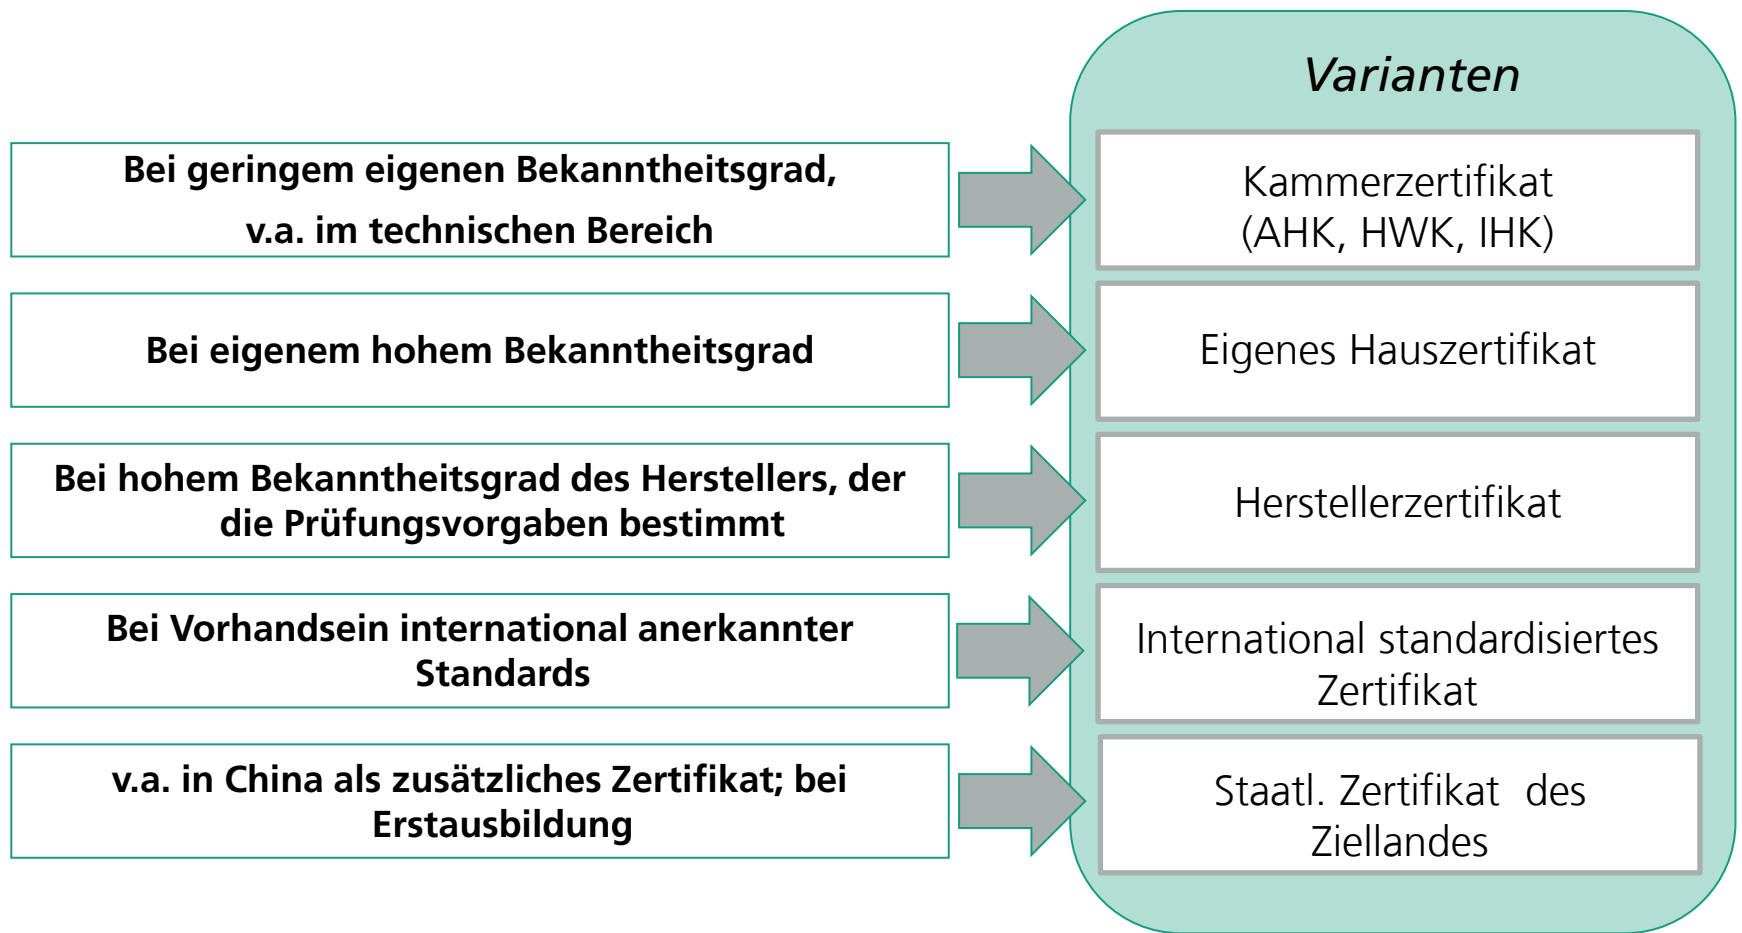 Varianten
Bei geringem eigenen Bekanntheitsgrad,
v.a. im technischen Bereich
Kammerzertifikat
(AHK, HWK, IHK)
Bei eigenem hohem Bekanntheitsgrad
Eigenes Hauszertifikat
Bei hohem Bekanntheitsgrad des Herstellers, der
die Prüfungsvorgaben bestimmt
Herstellerzertifikat
Bei Vorhandsein international anerkannter
Standards
International standardisiertes
Zertifikat
v.a. in China als zusätzliches Zertifikat; bei
Erstausbildung
Staatl. Zertifikat  des
Ziellandes